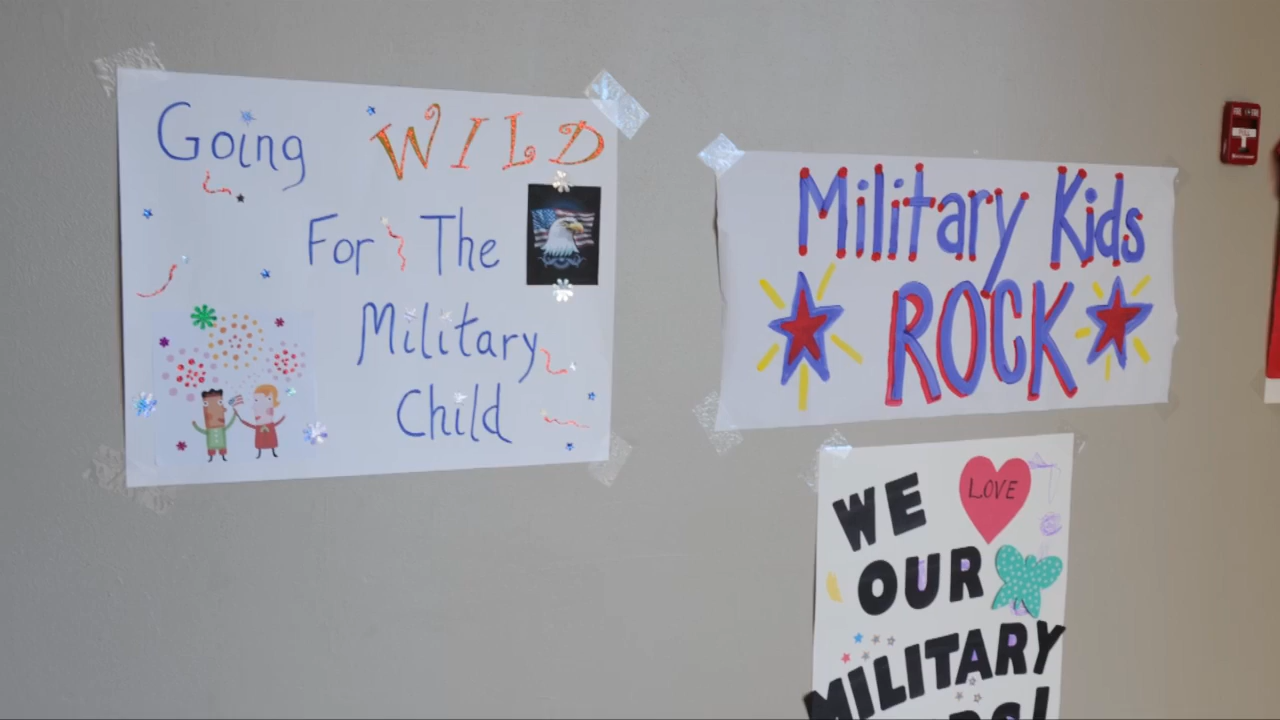 Going WILD
For The
Military
Child
Military Kids
ROCK
WE LOVE
OUR
MILITARY